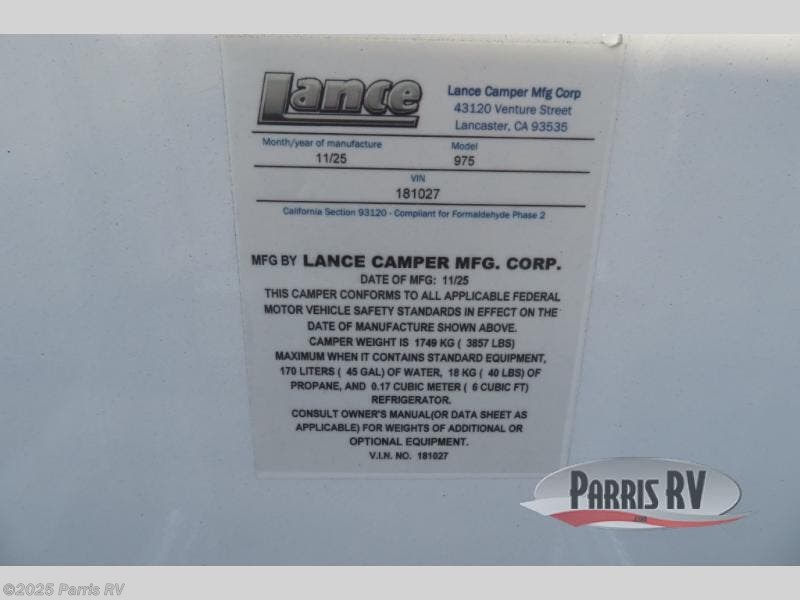 Lance
Lance Camper Mfg Corp
43120 Venture Street
Lancaster, CA 93535
Month/year of manufacture
11/25
Model
975
VIN
181027
California Section 93120 - Compliant for Formaldehyde Phase 2
MFG BY LANCE CAMPER MFG. CORP.
DATE OF MFG: 11/25
THIS CAMPER CONFORMS TO ALL APPLICABLE FEDERAL
MOTOR VEHICLE SAFETY STANDARDS IN EFFECT ON THE
DATE OF MANUFACTURE SHOWN ABOVE.
CAMPER WEIGHT IS 1749 KG ( 3857 LBS)
MAXIMUM WHEN IT CONTAINS STANDARD EQUIPMENT,
170 LITERS ( 45 GAL) OF WATER, 18 KG ( 40 LBS) OF
PROPANE, AND 0.17 CUBIC METER ( 6 CUBIC FT)
REFRIGERATOR.
CONSULT OWNER'S MANUAL(OR DATA SHEET AS
APPLICABLE) FOR WEIGHTS OF ADDITIONAL OR
OPTIONAL EQUIPMENT.
V.I.N. NO. 181027
PARRIS RV
©2025 Parris RV